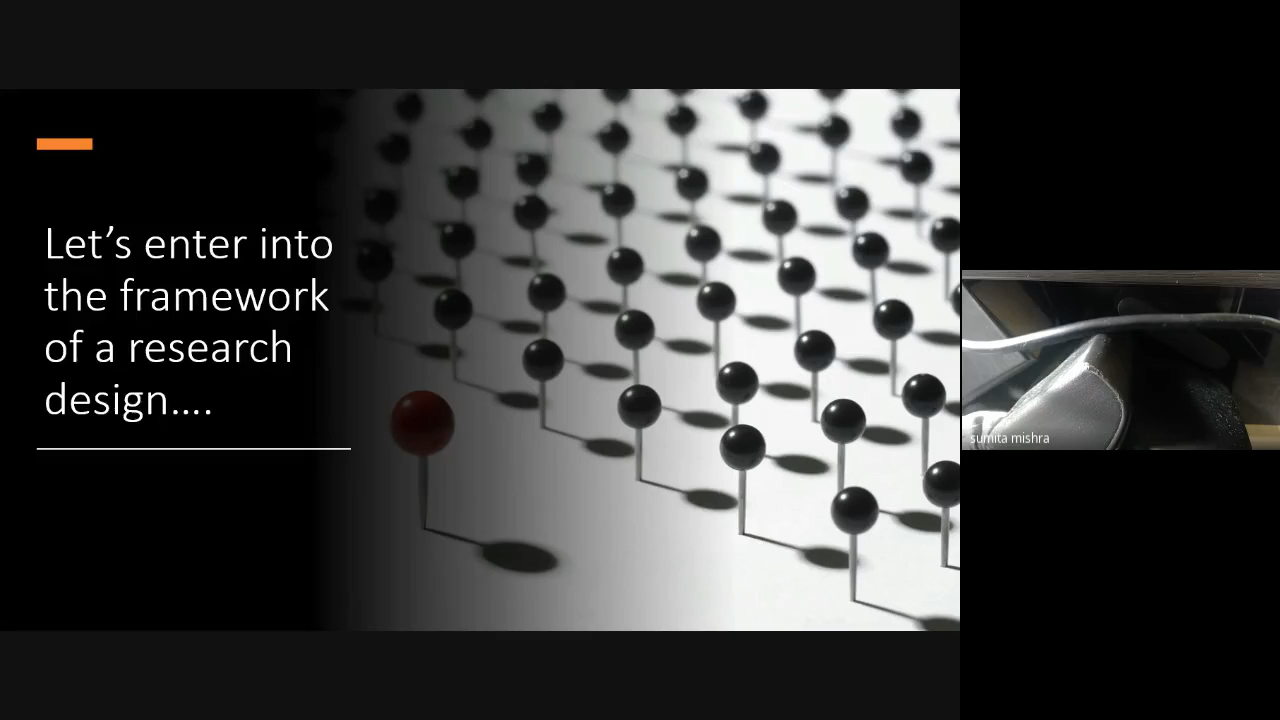 Let’s enter into
the framework
of a research
design....
sumita mishra